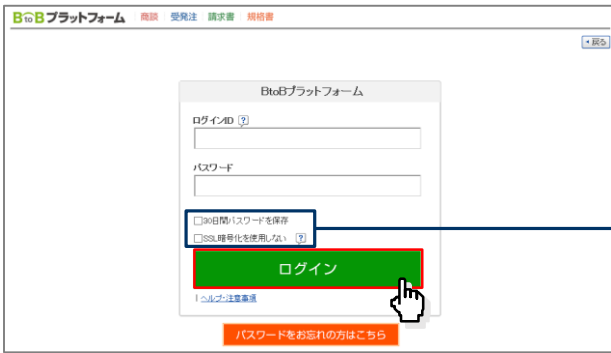 BtoBプラットフォーム 商談 受発注 請求書 規格書
戻る
BtoBプラットフォーム
ログインID ?
パスワード
30日間パスワードを保存
SSL暗号化を使用しない ?
ログイン
ヘルプ・注意事項
パスワードをお忘れの方はこちら